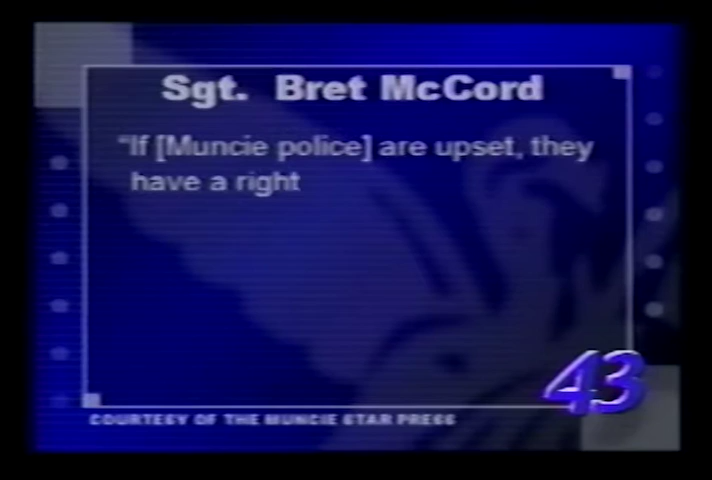 Sgt. Bret McCord
"If [Muncie police] are upset, they
have a right
43
COURTESY OF THE MUNCIE STAR PRESS